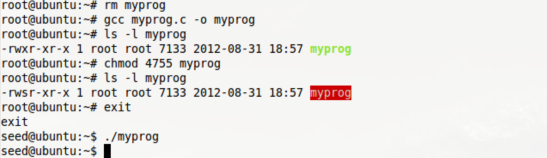 root@ubuntu:~# rm myprog
root@ubuntu:~# gcc myprog.c -o myprog
root@ubuntu:~# ls -l myprog
-rwxr-xr-x 1 root root 7133 2012-08-31 18:57 myprog
root@ubuntu:~# chmod 4755 myprog
root@ubuntu:~# ls -l myprog
-rwsr-xr-x 1 root root 7133 2012-08-31 18:57 myprog
root@ubuntu:~# exit
exit
seed@ubuntu:~$ ./myprog
seed@ubuntu:~$